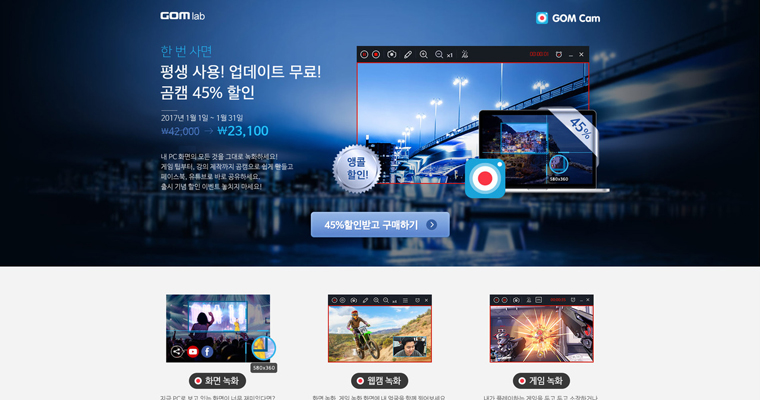 GOM lab
GOM Cam
한 번 사면
평생 사용! 업데이트 무료!
곰캠 45% 할인
2017년 1월 1일 ~ 1월 31일
₩42,000 → ₩23,100
내 PC 화면의 모든 것을 그대로 녹화하세요!
게임 팁부터, 강의 제작까지 곰캠으로 쉽게 만들고
페이스북, 유튜브로 바로 공유하세요.
출시 기념 할인 이벤트 놓치지 마세요!
x1
45%
앵콜
할인!
580x360
45%할인받고 구매하기
x1
580x360
화면 녹화
웹캠 녹화
게임 녹화